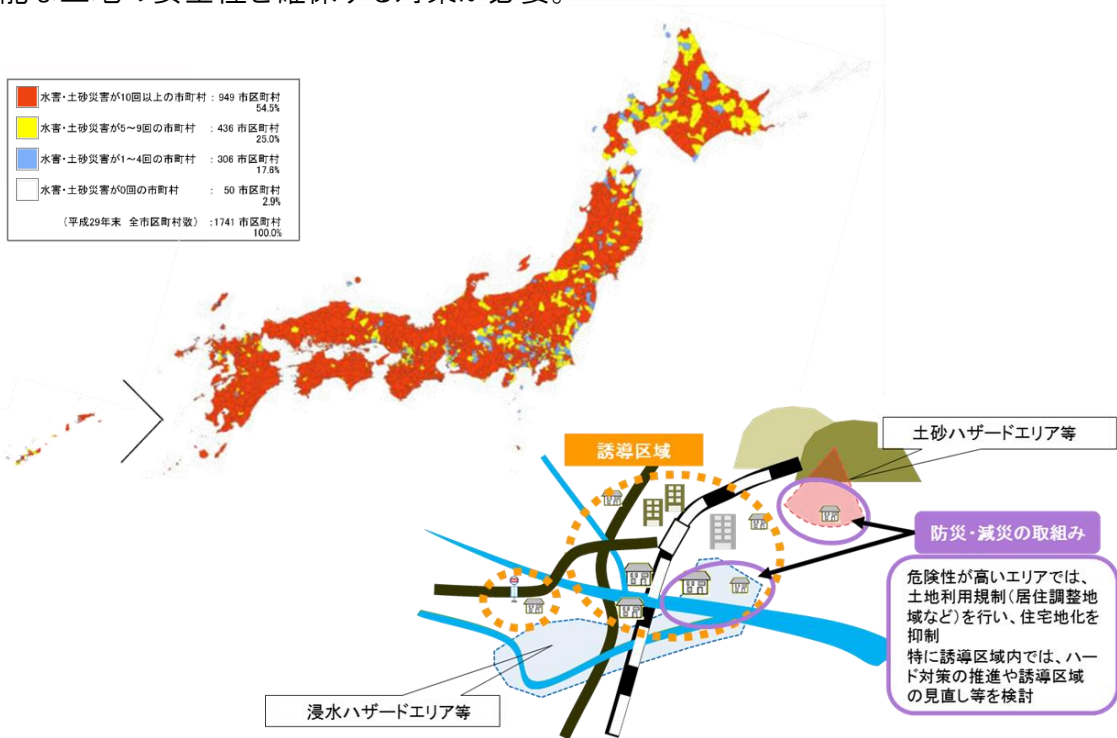 水害・土砂災害が10回以上の市町村 : 949 市区町村
54.5%
水害・土砂災害が5～9回の市町村 : 436 市区町村
25.0%
水害・土砂災害が1～4回の市町村 : 306 市区町村
17.6%
水害・土砂災害が0回の市町村 : 50 市区町村
2.9%
(平成29年末 全市区町村数) :1741 市区町村
100.0%
誘導区域
土砂ハザードエリア等
防災・減災の取組み
危険性が高いエリアでは、
土地利用規制(居住調整地
域など)を行い、住宅地化を
抑制
特に誘導区域内では、ハー
ド対策の推進や誘導区域
の見直し等を検討
浸水ハザードエリア等